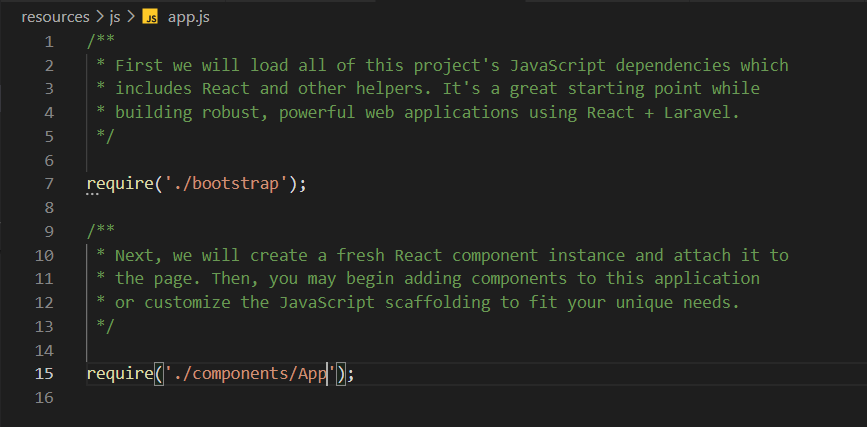 resources > js > JS app.js
1 /**
2 * First we will load all of this project's JavaScript dependencies which
3 * includes React and other helpers. It's a great starting point while
4 * building robust, powerful web applications using React + Laravel.
5 */
6
7 require('./bootstrap');
8
9 /**
10 * Next, we will create a fresh React component instance and attach it to
11 * the page. Then, you may begin adding components to this application
12 * or customize the JavaScript scaffolding to fit your unique needs.
13 */
14
15 require('./components/App');
16